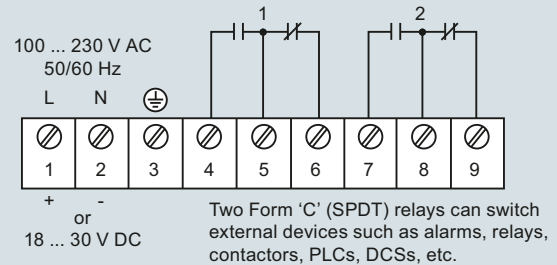 1 2
100 ... 230 V AC
50/60 Hz
L N
1 2 3 4 5 6 7 8 9
+ -
or
18 ... 30 V DC
Two Form ‘C’ (SPDT) relays can switch
external devices such as alarms, relays,
contactors, PLCs, DCSs, etc.